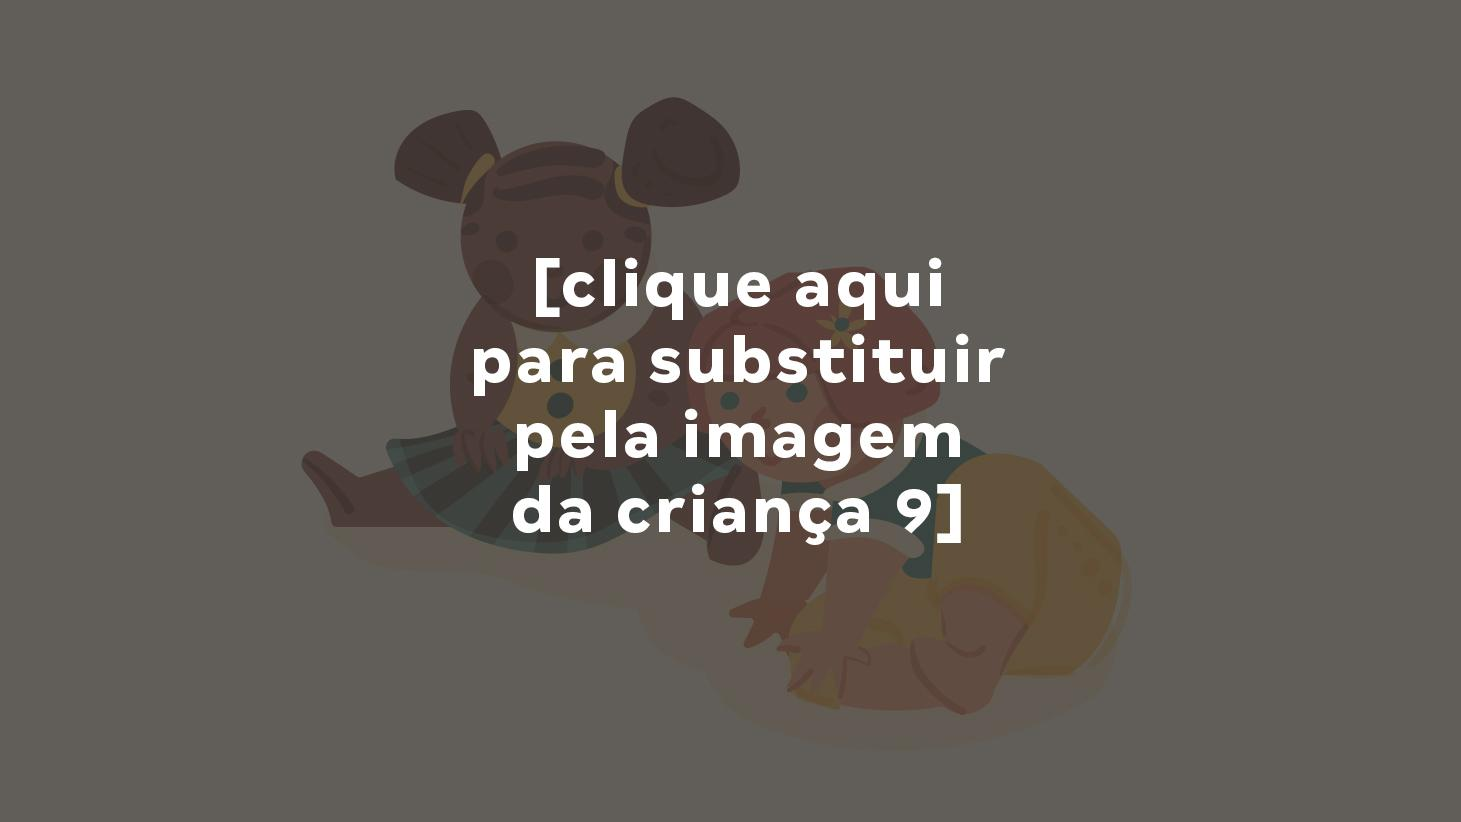 [clique aqui
para substituir
pela imagem
da criança 9]